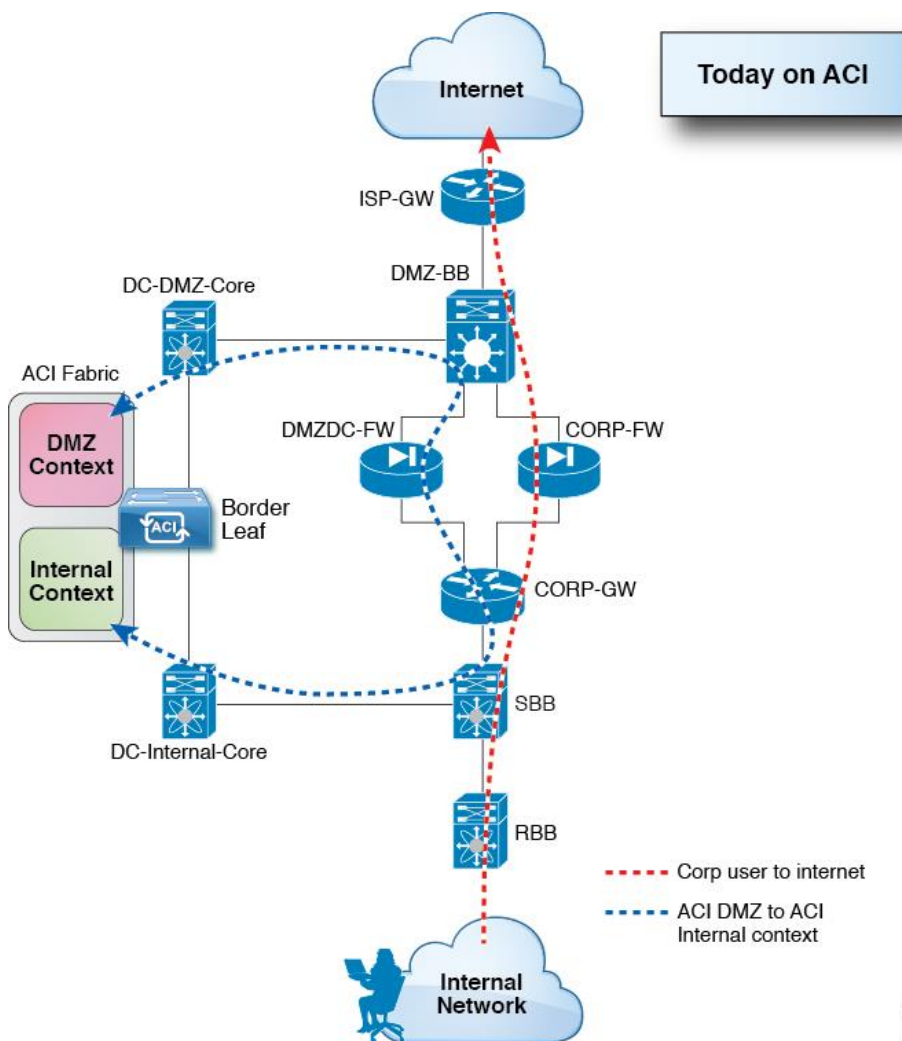 Internet
Today on ACI
ISP-GW
DMZ-BB
DC-DMZ-Core
ACI Fabric
DMZ
Context
DMZDC-FW
CORP-FW
Border
Leaf
ACI
Internal
Context
CORP-GW
SBB
DC-Internal-Core
RBB
Corp user to internet
ACI DMZ to ACI
Internal context
Internal
Network